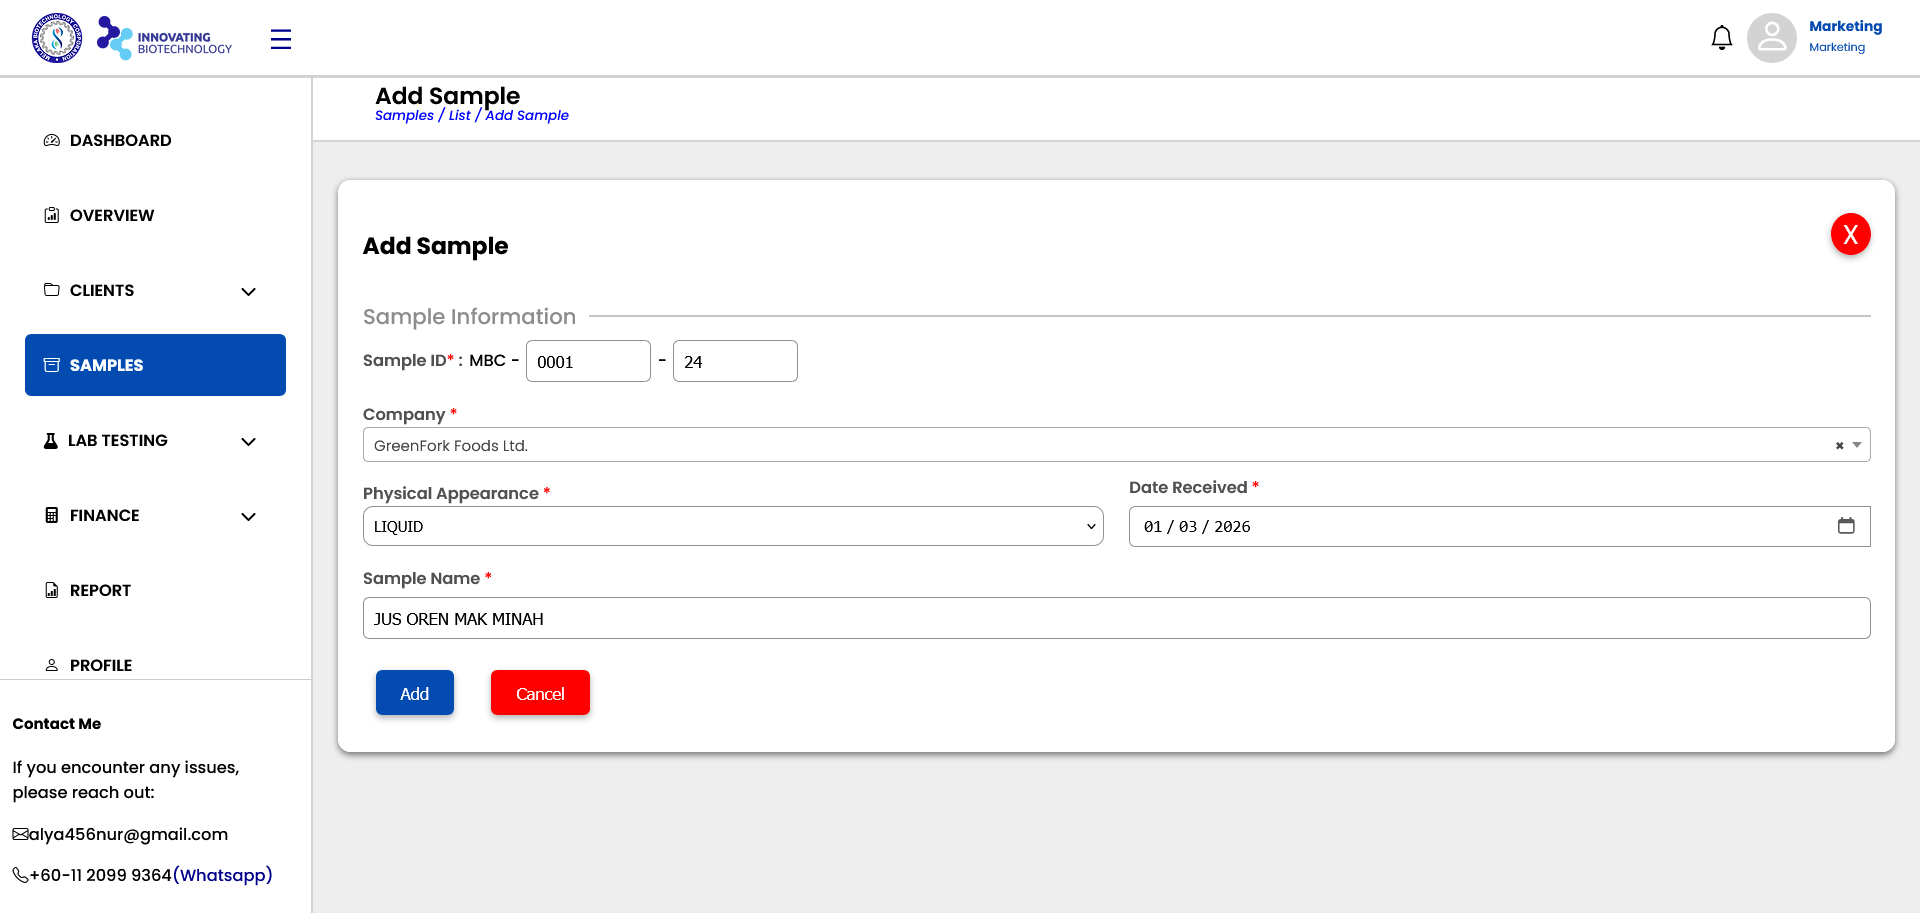 INNOVATING
BIOTECHNOLOGY
Marketing
Marketing
Add Sample
Samples / List / Add Sample
DASHBOARD
OVERVIEW
CLIENTS
SAMPLES
LAB TESTING
FINANCE
REPORT
PROFILE
Contact Me
If you encounter any issues,
please reach out:
alya456nur@gmail.com
+60-11 2099 9364(Whatsapp)
Add Sample
X
Sample Information
Sample ID* : MBC - 0001 - 24
Company *
GreenFork Foods Ltd. ×
Physical Appearance *
LIQUID
Date Received *
01 / 03 / 2026
Sample Name *
JUS OREN MAK MINAH
Add
Cancel